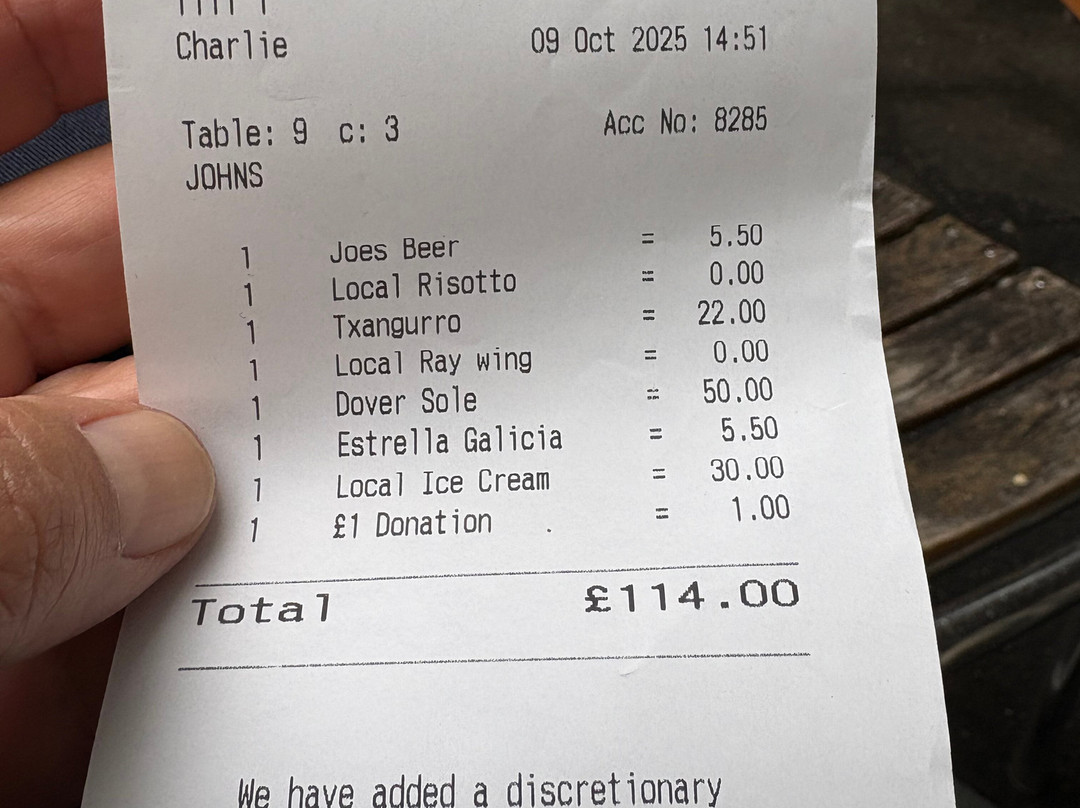 Charlie 09 Oct 2025 14:51
Table: 9 c: 3 Acc No: 8285
JOHNS
1 Joes Beer = 5.50
1 Local Risotto = 0.00
1 Txangurro = 22.00
1 Local Ray wing = 0.00
1 Dover Sole = 50.00
1 Estrella Galicia = 5.50
1 Local Ice Cream = 30.00
1 £1 Donation = 1.00
Total £114.00
We have added a discretionary